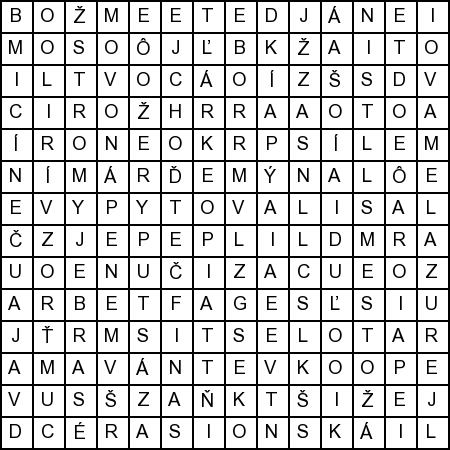 B O Ž M E E T E D J Á N E I
M O S O Ô J Ľ B K Ž A I T O
I L T V O C Á O Í Z Š S D V
C I R O Ž H R R A A O T O A
Í R O N E O K R P S Í L E M
N Í M Á R Ď E M Ý N A L Ô E
E V Y P Y T O V A L I S A L
Č Z J E P E P L I L D M R A
U O E N U Č I Z A C U E O Z
A R B E T F A G E S Ľ S I U
J Ť R M S I T S E L O T A R
A M A V Á N T E V K O O P E
V U S Š Z A Ň K T Š I Ž E J
D C É R A S I O N S K Á I L